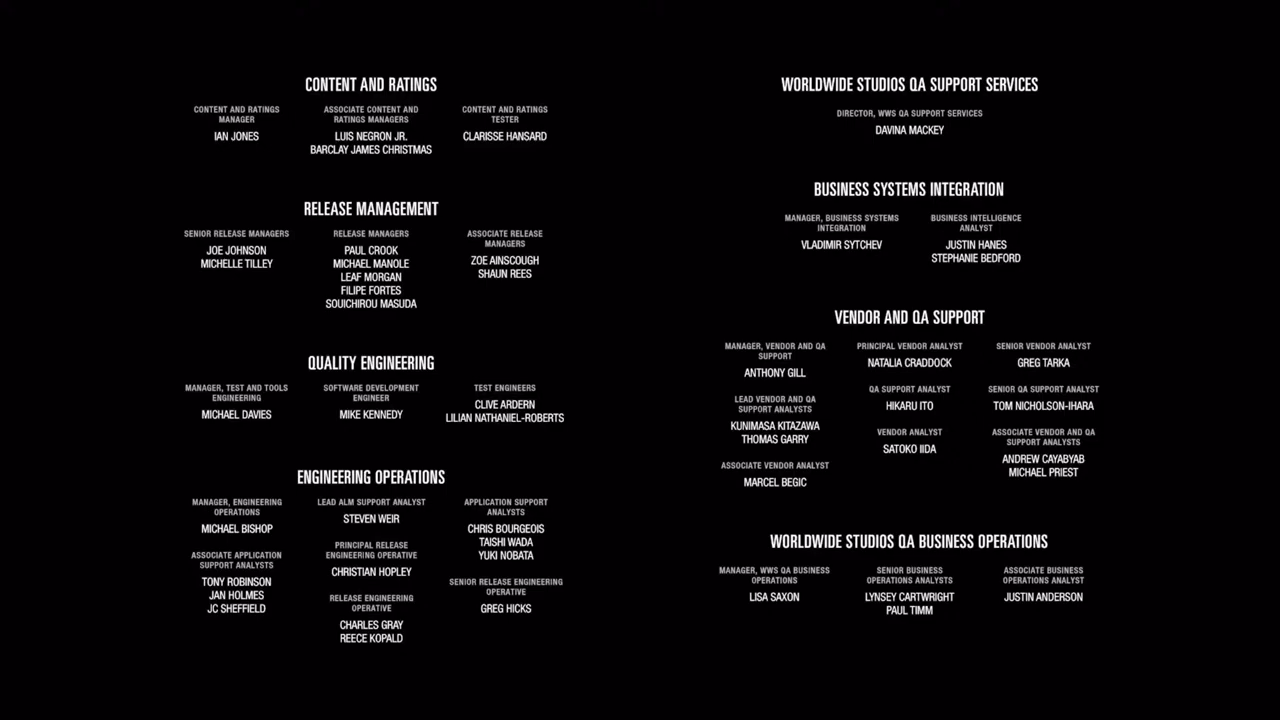 CONTENT AND RATINGS
CONTENT AND RATINGS
MANAGER
IAN JONES
ASSOCIATE CONTENT AND
RATINGS MANAGERS
LUIS NEGRON JR.
BARCLAY JAMES CHRISTMAS
CONTENT AND RATINGS
TESTER
CLARISSE HANSARD
RELEASE MANAGEMENT
SENIOR RELEASE MANAGERS
JOE JOHNSON
MICHELLE TILLEY
RELEASE MANAGERS
PAUL CROOK
MICHAEL MANOLE
LEAF MORGAN
FILIPE FORTES
SOUICHIROU MASUDA
ASSOCIATE RELEASE
MANAGERS
ZOE AINSCOUGH
SHAUN REES
QUALITY ENGINEERING
MANAGER, TEST AND TOOLS
ENGINEERING
MICHAEL DAVIES
SOFTWARE DEVELOPMENT
ENGINEER
MIKE KENNEDY
TEST ENGINEERS
CLIVE ARDERN
LILIAN NATHANIEL-ROBERTS
ENGINEERING OPERATIONS
MANAGER, ENGINEERING
OPERATIONS
MICHAEL BISHOP
ASSOCIATE APPLICATION
SUPPORT ANALYSTS
TONY ROBINSON
JAN HOLMES
JC SHEFFIELD
LEAD ALM SUPPORT ANALYST
STEVEN WEIR
PRINCIPAL RELEASE
ENGINEERING OPERATIVE
CHRISTIAN HOPLEY
RELEASE ENGINEERING
OPERATIVE
CHARLES GRAY
REECE KOPALD
APPLICATION SUPPORT
ANALYSTS
CHRIS BOURGEOIS
TAISHI WADA
YUKI NOBATA
SENIOR RELEASE ENGINEERING
OPERATIVE
GREG HICKS
WORLDWIDE STUDIOS QA SUPPORT SERVICES
DIRECTOR, WWS QA SUPPORT SERVICES
DAVINA MACKEY
BUSINESS SYSTEMS INTEGRATION
MANAGER, BUSINESS SYSTEMS
INTEGRATION
VLADIMIR SYTCHEV
BUSINESS INTELLIGENCE
ANALYST
JUSTIN HANES
STEPHANIE BEDFORD
VENDOR AND QA SUPPORT
MANAGER, VENDOR AND QA
SUPPORT
ANTHONY GILL
LEAD VENDOR AND QA
SUPPORT ANALYSTS
KUNIMASA KITAZAWA
THOMAS GARRY
ASSOCIATE VENDOR ANALYST
MARCEL BEGIC
PRINCIPAL VENDOR ANALYST
NATALIA CRADDOCK
QA SUPPORT ANALYST
HIKARU ITO
VENDOR ANALYST
SATOKO IIDA
SENIOR VENDOR ANALYST
GREG TARKA
SENIOR QA SUPPORT ANALYST
TOM NICHOLSON-IHARA
ASSOCIATE VENDOR AND QA
SUPPORT ANALYSTS
ANDREW CAYABYAB
MICHAEL PRIEST
WORLDWIDE STUDIOS QA BUSINESS OPERATIONS
MANAGER, WWS QA BUSINESS
OPERATIONS
LISA SAXON
SENIOR BUSINESS
OPERATIONS ANALYSTS
LYNSEY CARTWRIGHT
PAUL TIMM
ASSOCIATE BUSINESS
OPERATIONS ANALYST
JUSTIN ANDERSON